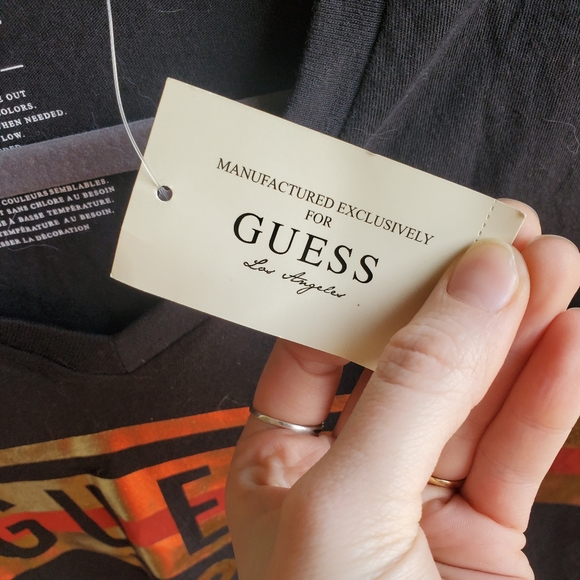 E OUT
COLORS.
WHEN NEEDED.
LOW.
COULEURS SEMBLABLES.
SANS CHLORE AU BESOIN
À BASSE TEMPÉRATURE.
TEMPÉRATURE AU BESOIN.
SSER LA DÉCORATION
MANUFACTURED EXCLUSIVELY
FOR
GUESS
Los Angeles
GUE